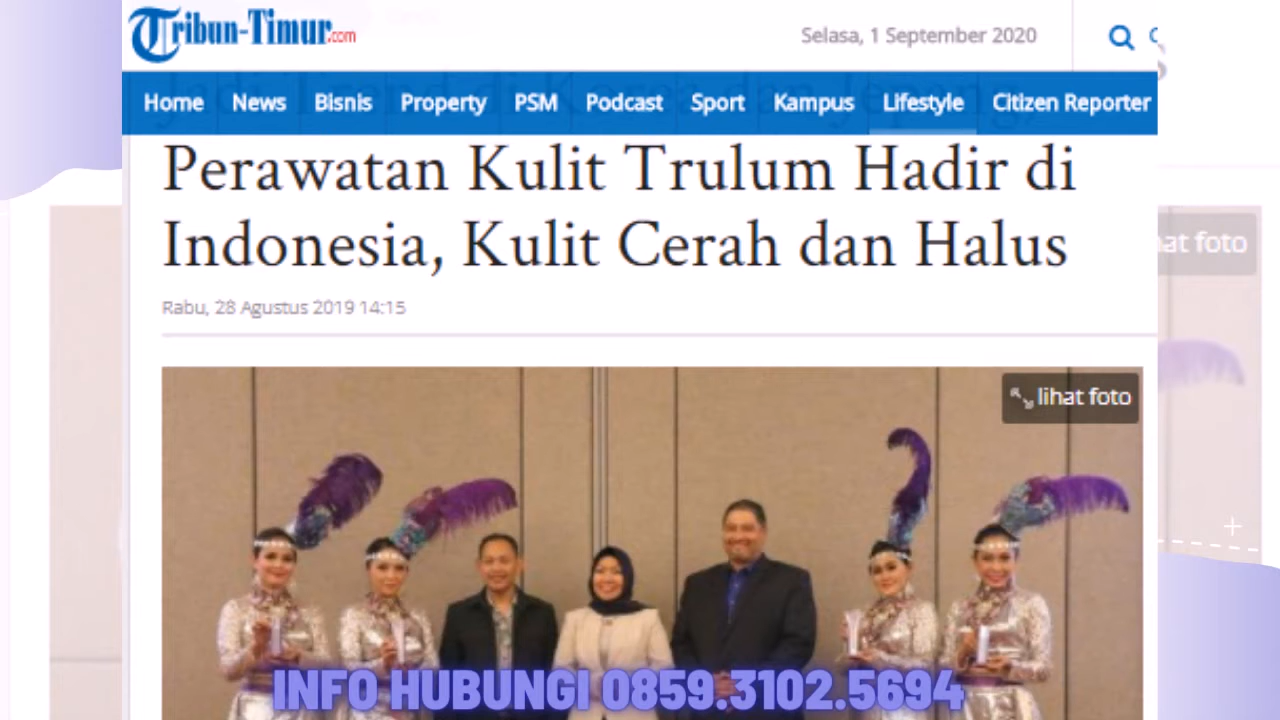 Tribun-Timur.com
Selasa, 1 September 2020
Home News Bisnis Property PSM Podcast Sport Kampus Lifestyle Citizen Reporter
Perawatan Kulit Trulum Hadir di
Indonesia, Kulit Cerah dan Halus
Rabu, 28 Agustus 2019 14:15
lihat foto
hat foto
INFO HUBUNGI 0859.3102.5694